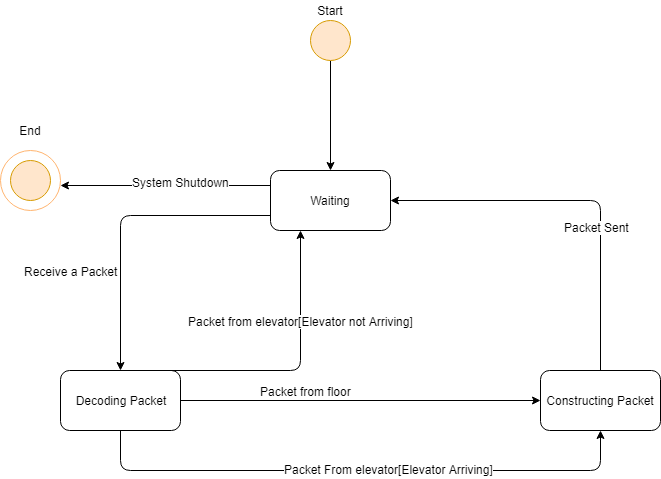 Start
End
System Shutdown
Waiting
Packet Sent
Receive a Packet
Packet from elevator[Elevator not Arriving]
Packet from floor
Decoding Packet
Constructing Packet
Packet From elevator[Elevator Arriving]